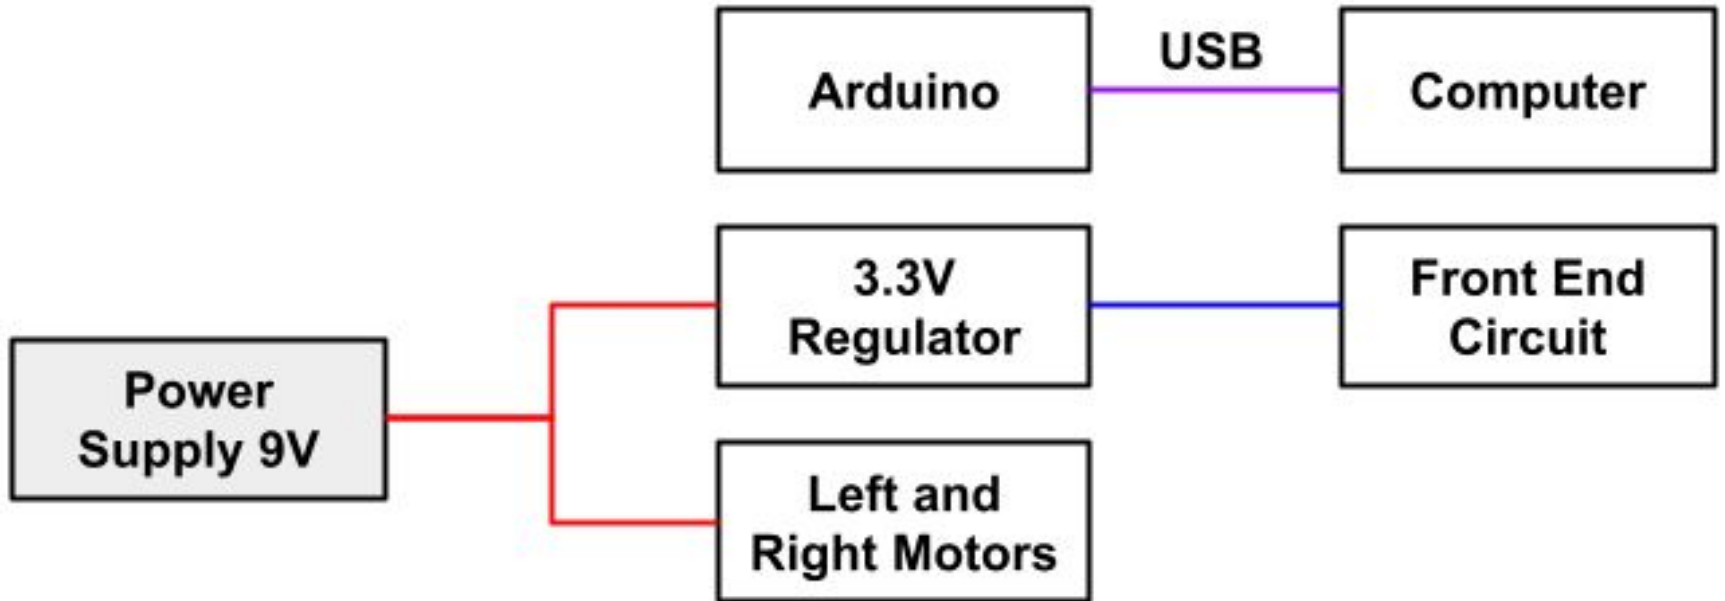 Arduino
USB
Computer
3.3V
Regulator
Front End
Circuit
Power
Supply 9V
Left and
Right Motors